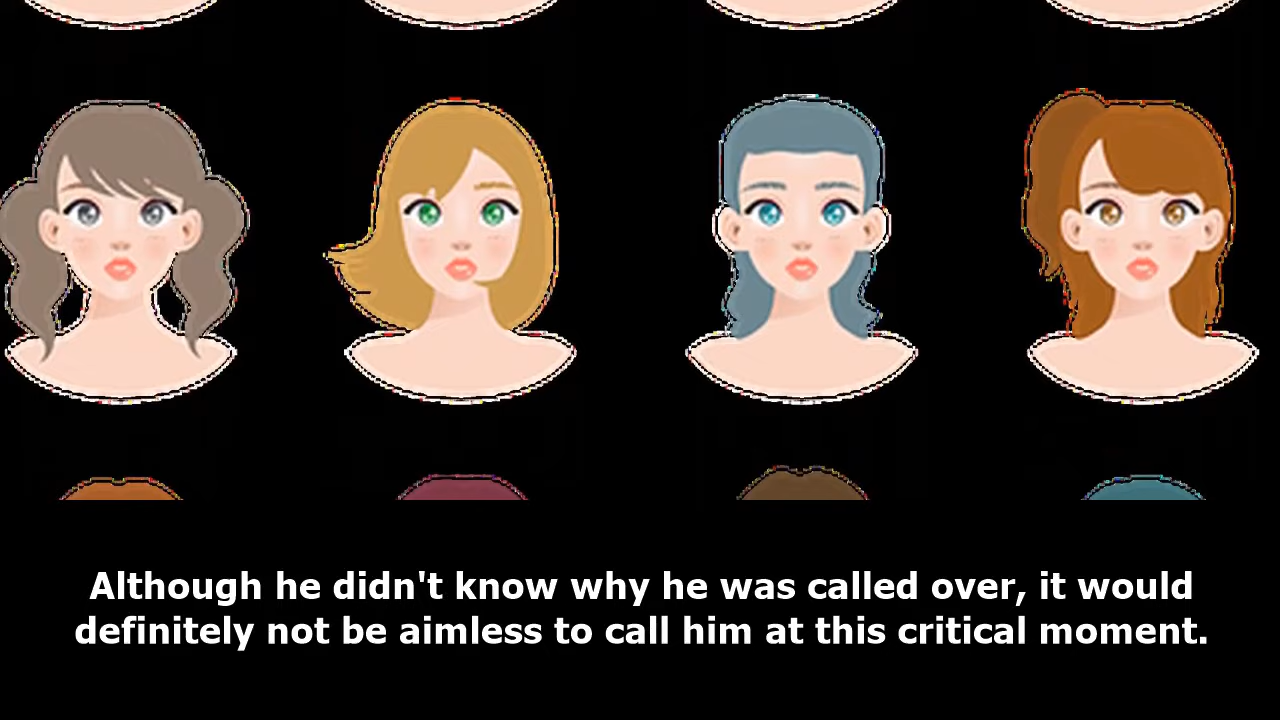 Although he didn't know why he was called over, it would
definitely not be aimless to call him at this critical moment.